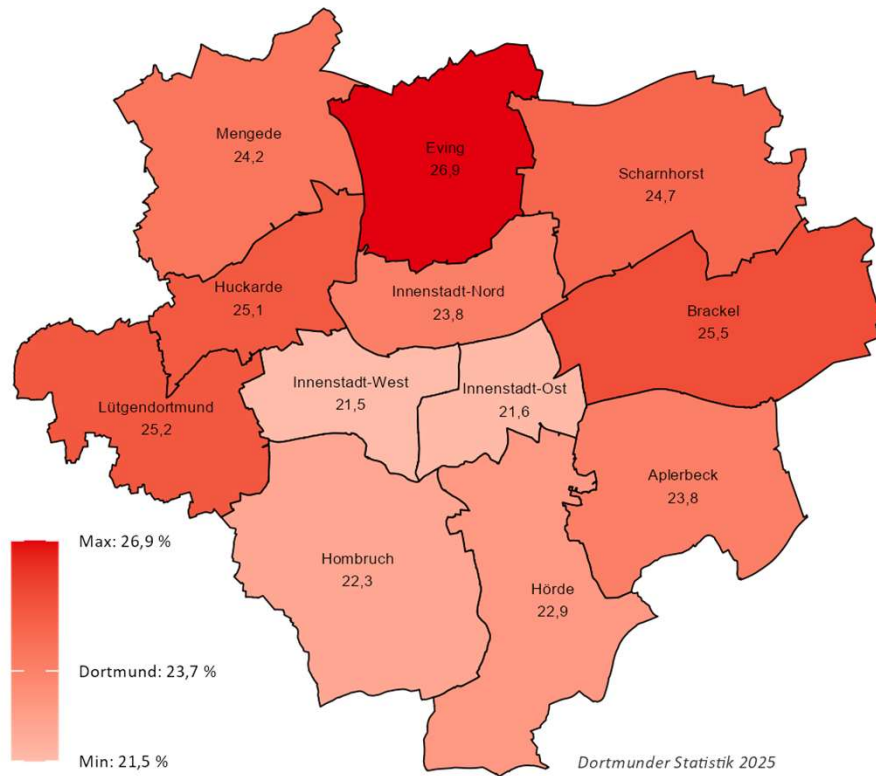 Mengede
24,2
Eving
26,9
Scharnhorst
24,7
Huckarde
25,1
Innenstadt-Nord
23,8
Brackel
25,5
Lütgendortmund
25,2
Innenstadt-West
21,5
Innenstadt-Ost
21,6
Aplerbeck
23,8
Hombruch
22,3
Hörde
22,9
Max: 26,9 %
Dortmund: 23,7 %
Min: 21,5 %
Dortmunder Statistik 2025